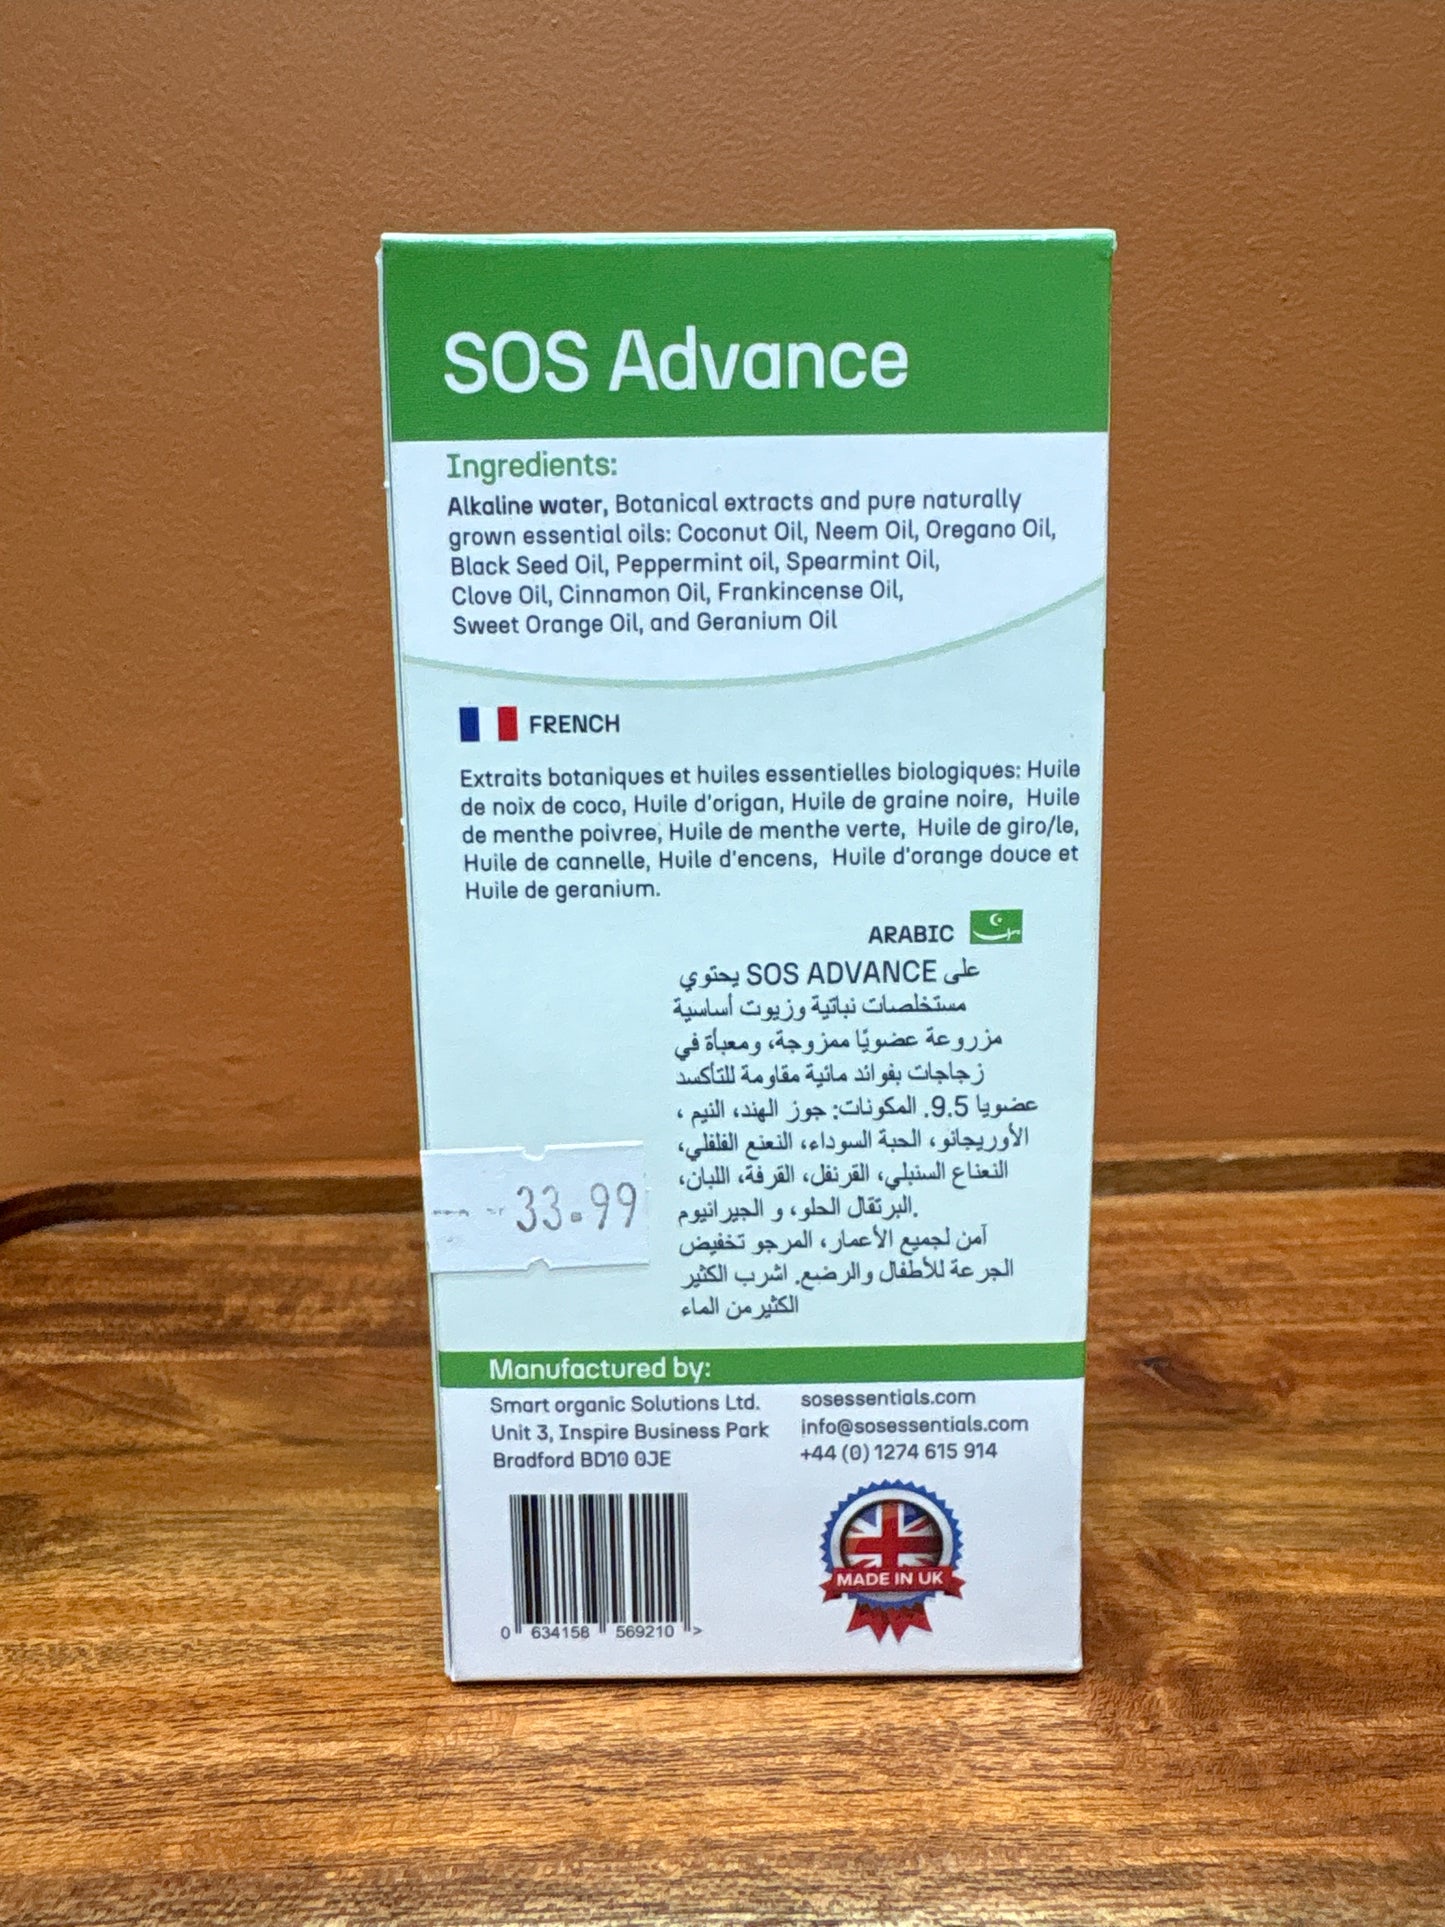 SOS Advance
Ingredients:
Alkaline water, Botanical extracts and pure naturally
grown essential oils: Coconut Oil, Neem Oil, Oregano Oil,
Black Seed Oil, Peppermint oil, Spearmint Oil,
Clove Oil, Cinnamon Oil, Frankincense Oil,
Sweet Orange Oil, and Geranium Oil
FRENCH
Extraits botaniques et huiles essentielles biologiques: Huile
de noix de coco, Huile d'origan, Huile de graine noire, Huile
de menthe poivree, Huile de menthe verte, Huile de giro/le,
Huile de cannelle, Huile d'encens, Huile d'orange douce et
Huile de geranium.
ARABIC
على SOS ADVANCE يحتوي
مستخلصات نباتية وزيوت أساسية
مزروعة عضويًا ممزوجة، ومعبأة في
زجاجات بفوائد مائية مقاومة للتأكسد
عضويا 9.5. المكونات: جوز الهند، النيم ،
الأوريجانو، الحبة السوداء، النعنع الفلفلي،
النعناع السنبلي، القرنفل، القرفة، اللبان،
.البرتقال الحلو، و الجيرانيوم
آمن لجميع الأعمار، المرجو تخفيض
الجرعة للأطفال والرضع. اشرب الكثير
الكثيرمن الماء
33.99
Manufactured by:
Smart organic Solutions Ltd.
Unit 3, Inspire Business Park
Bradford BD10 0JE
sosessentials.com
info@sosessentials.com
+44 (0) 1274 615 914
MADE IN UK
0 634158 569210 >